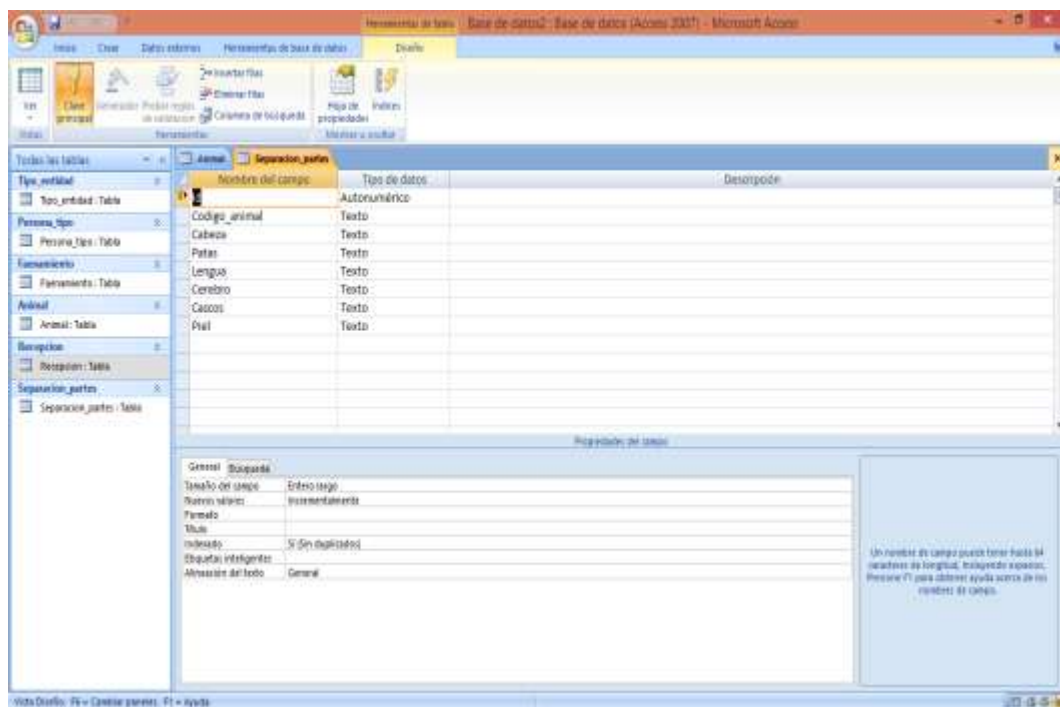 Herramientas de tabla Base de datos2 : Base de datos (Access 2007) - Microsoft Access
Inicio Crear Datos externos Herramientas de base de datos Diseño
Ver
Clave principal
Generador
Probar reglas de validación
Insertar filas
Eliminar filas
Columna de búsqueda
Hoja de propiedades
Índices
Vistas
Herramientas
Mostrar u ocultar
Todas las tablas
Tipo_entidad
Tipo_entidad : Tabla
Persona_tipo
Persona_tipo : Tabla
Faenamiento
Faenamiento : Tabla
Animal
Animal : Tabla
Recepcion
Recepcion : Tabla
Separacion_partes
Separacion_partes : Tabla
Animal Separacion_partes
Nombre del campo Tipo de datos Descripción
Autonumérico
Codigo_animal Texto
Cabeza Texto
Patas Texto
Lengua Texto
Cerebro Texto
Cascos Texto
Piel Texto
Propiedades del campo
General Búsqueda
Tamaño del campo Entero largo
Nuevos valores Incrementalmente
Formato
Título
Indexado Sí (Sin duplicados)
Etiquetas inteligentes
Alineación del texto General
Un nombre de campo puede tener hasta 64
caracteres de longitud, incluyendo espacios.
Presione F1 para obtener ayuda acerca de los
nombres de campo.
Vista Diseño. F6 = Cambiar paneles. F1 = Ayuda.